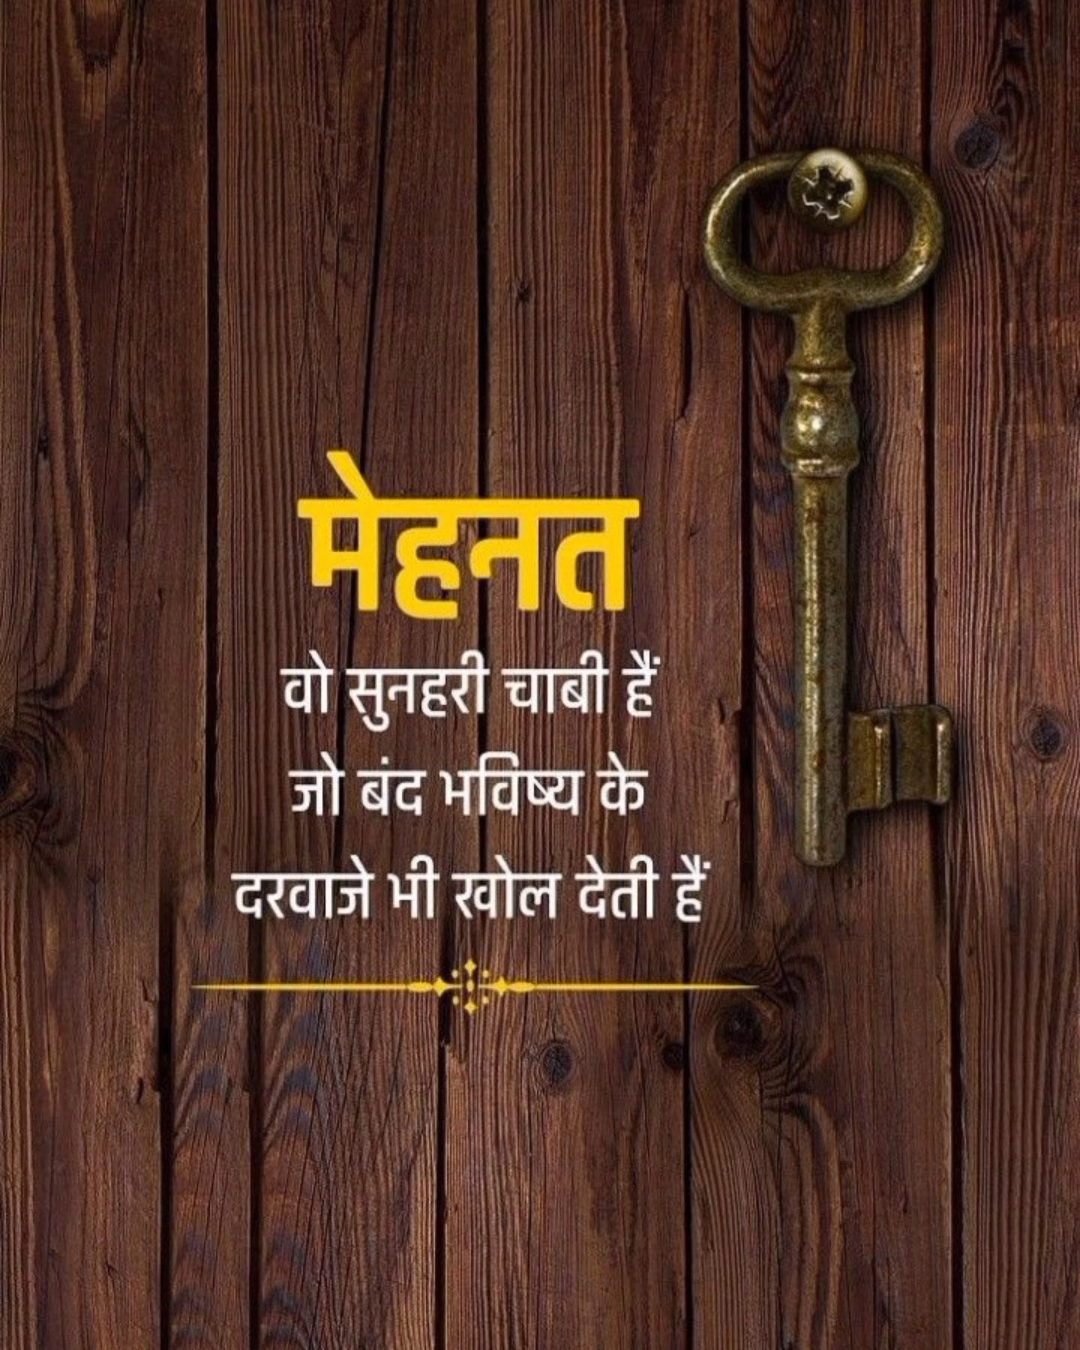 मेहनत
वो सुनहरी चाबी हैं
जो बंद भविष्य के
दरवाजे भी खोल देती हैं